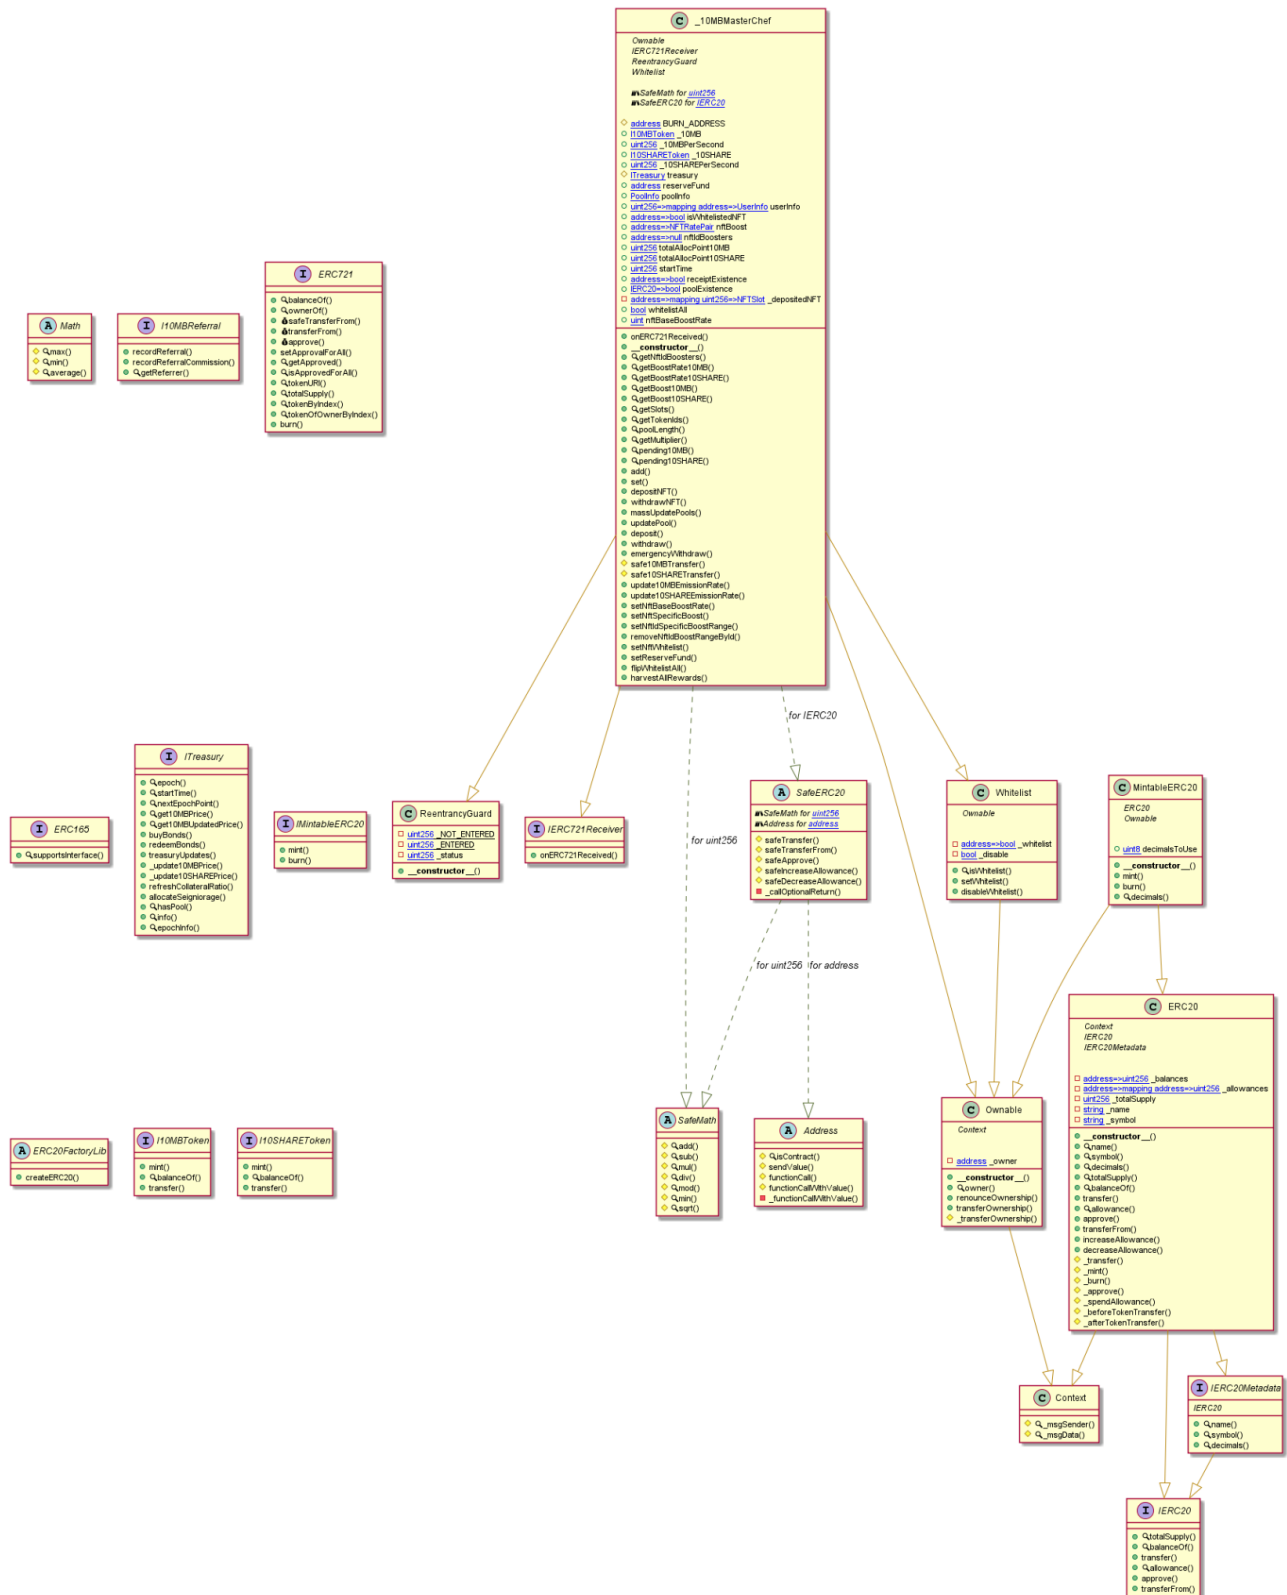 C _10MBMasterChef
Ownable
IERC721Receiver
ReentrancyGuard
Whitelist
SafeMath for uint256
SafeERC20 for IERC20
address BURN_ADDRESS
I10MBToken _10MB
uint256 _10MBPerSecond
I10SHAREToken _10SHARE
uint256 _10SHAREPerSecond
ITreasury treasury
address reserveFund
PoolInfo poolInfo
uint256=>mapping address=>UserInfo userInfo
address=>bool isWhitelistedNFT
address=>NFTRatePair nftBoost
address=>null nftIdBoosters
uint256 totalAllocPoint10MB
uint256 totalAllocPoint10SHARE
uint256 startTime
address=>bool receiptExistence
IERC20=>bool poolExistence
address=>mapping uint256=>NFTSlot _depositedNFT
bool whitelistAll
uint nftBaseBoostRate
onERC721Received()
__constructor__()
getNftIdBoosters()
getBoostRate10MB()
getBoostRate10SHARE()
getBoost10MB()
getBoost10SHARE()
getSlots()
getTokenIds()
poolLength()
getMultiplier()
pending10MB()
pending10SHARE()
add()
set()
depositNFT()
withdrawNFT()
massUpdatePools()
updatePool()
deposit()
withdraw()
emergencyWithdraw()
safe10MBTransfer()
safe10SHARETransfer()
update10MBEmissionRate()
update10SHAREEmissionRate()
setNftBaseBoostRate()
setNftSpecificBoost()
setNftIdSpecificBoostRange()
removeNftIdBoostRangeById()
setNftWhitelist()
setReserveFund()
flipWhitelistAll()
harvestAllRewards()
A Math
max()
min()
average()
I I10MBReferral
recordReferral()
recordReferralCommission()
getReferrer()
I ERC721
balanceOf()
ownerOf()
safeTransferFrom()
transferFrom()
approve()
setApprovalForAll()
getApproved()
isApprovedForAll()
tokenURI()
totalSupply()
tokenByIndex()
tokenOfOwnerByIndex()
burn()
for IERC20
for uint256
I ERC165
supportsInterface()
I ITreasury
epoch()
startTime()
nextEpochPoint()
get10MBPrice()
get10MBUpdatedPrice()
buyBonds()
redeemBonds()
treasuryUpdates()
_update10MBPrice()
_update10SHAREPrice()
refreshCollateralRatio()
allocateSeigniorage()
hasPool()
info()
epochInfo()
I IMintableERC20
mint()
burn()
C ReentrancyGuard
uint256 _NOT_ENTERED
uint256 _ENTERED
uint256 _status
__constructor__()
I IERC721Receiver
onERC721Received()
A SafeERC20
SafeMath for uint256
Address for address
safeTransfer()
safeTransferFrom()
safeApprove()
safeIncreaseAllowance()
safeDecreaseAllowance()
_callOptionalReturn()
C Whitelist
Ownable
address=>bool _whitelist
bool _disable
isWhitelist()
setWhitelist()
disableWhitelist()
C MintableERC20
ERC20
Ownable
uint8 decimalsToUse
__constructor__()
mint()
burn()
decimals()
for uint256
for address
C ERC20
Context
IERC20
IERC20Metadata
address=>uint256 _balances
address=>mapping address=>uint256 _allowances
uint256 _totalSupply
string _name
string _symbol
__constructor__()
name()
symbol()
decimals()
totalSupply()
balanceOf()
transfer()
allowance()
approve()
transferFrom()
increaseAllowance()
decreaseAllowance()
_transfer()
_mint()
_burn()
_approve()
_spendAllowance()
_beforeTokenTransfer()
_afterTokenTransfer()
A ERC20FactoryLib
createERC20()
I I10MBToken
mint()
balanceOf()
transfer()
I I10SHAREToken
mint()
balanceOf()
transfer()
A SafeMath
add()
sub()
mul()
div()
mod()
min()
sqrt()
A Address
isContract()
sendValue()
functionCall()
functionCallWithValue()
_functionCallWithValue()
C Ownable
Context
address _owner
__constructor__()
owner()
renounceOwnership()
transferOwnership()
_transferOwnership()
C Context
_msgSender()
_msgData()
I IERC20Metadata
IERC20
name()
symbol()
decimals()
I IERC20
totalSupply()
balanceOf()
transfer()
allowance()
approve()
transferFrom()